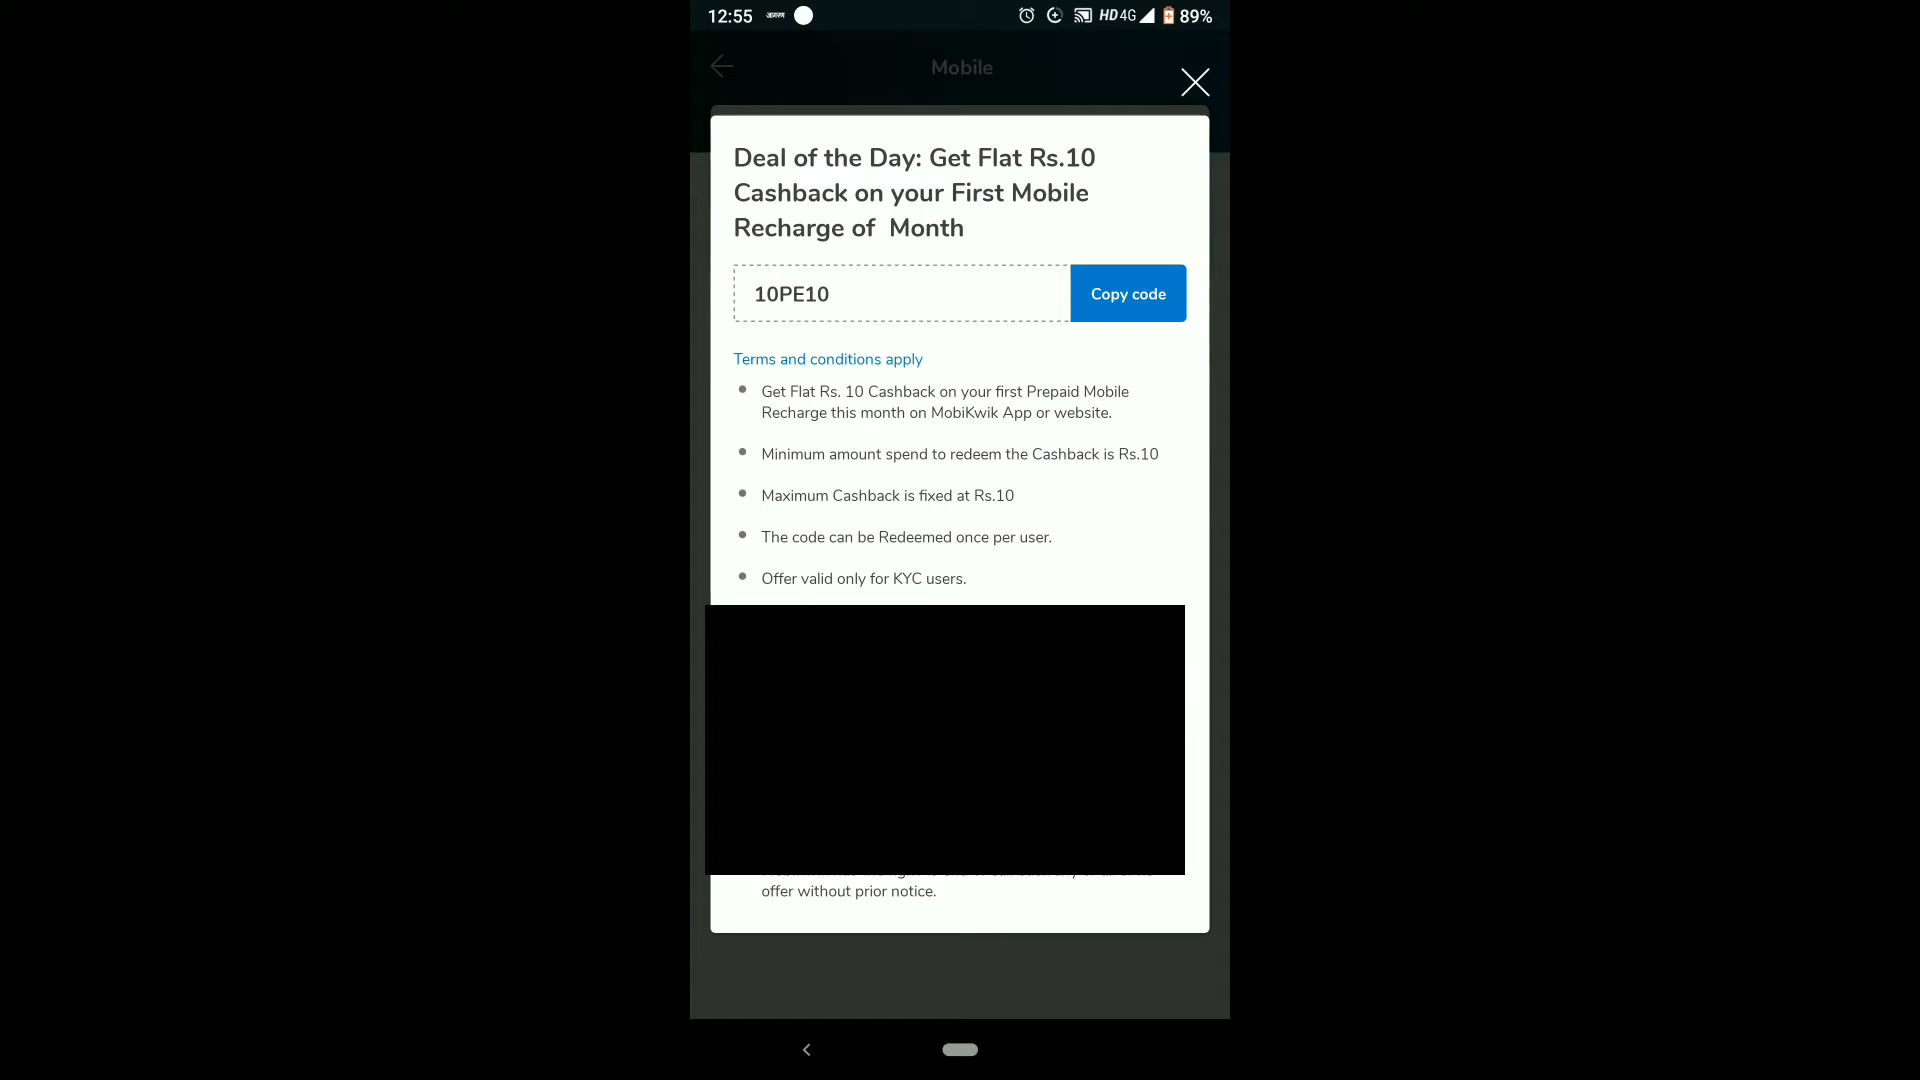 12:55
HD 4G 89%
Mobile
Deal of the Day: Get Flat Rs.10
Cashback on your First Mobile
Recharge of Month
10PE10
Copy code
Terms and conditions apply
Get Flat Rs. 10 Cashback on your first Prepaid Mobile
Recharge this month on MobiKwik App or website.
Minimum amount spend to redeem the Cashback is Rs.10
Maximum Cashback is fixed at Rs.10
The code can be Redeemed once per user.
Offer valid only for KYC users.
offer without prior notice.